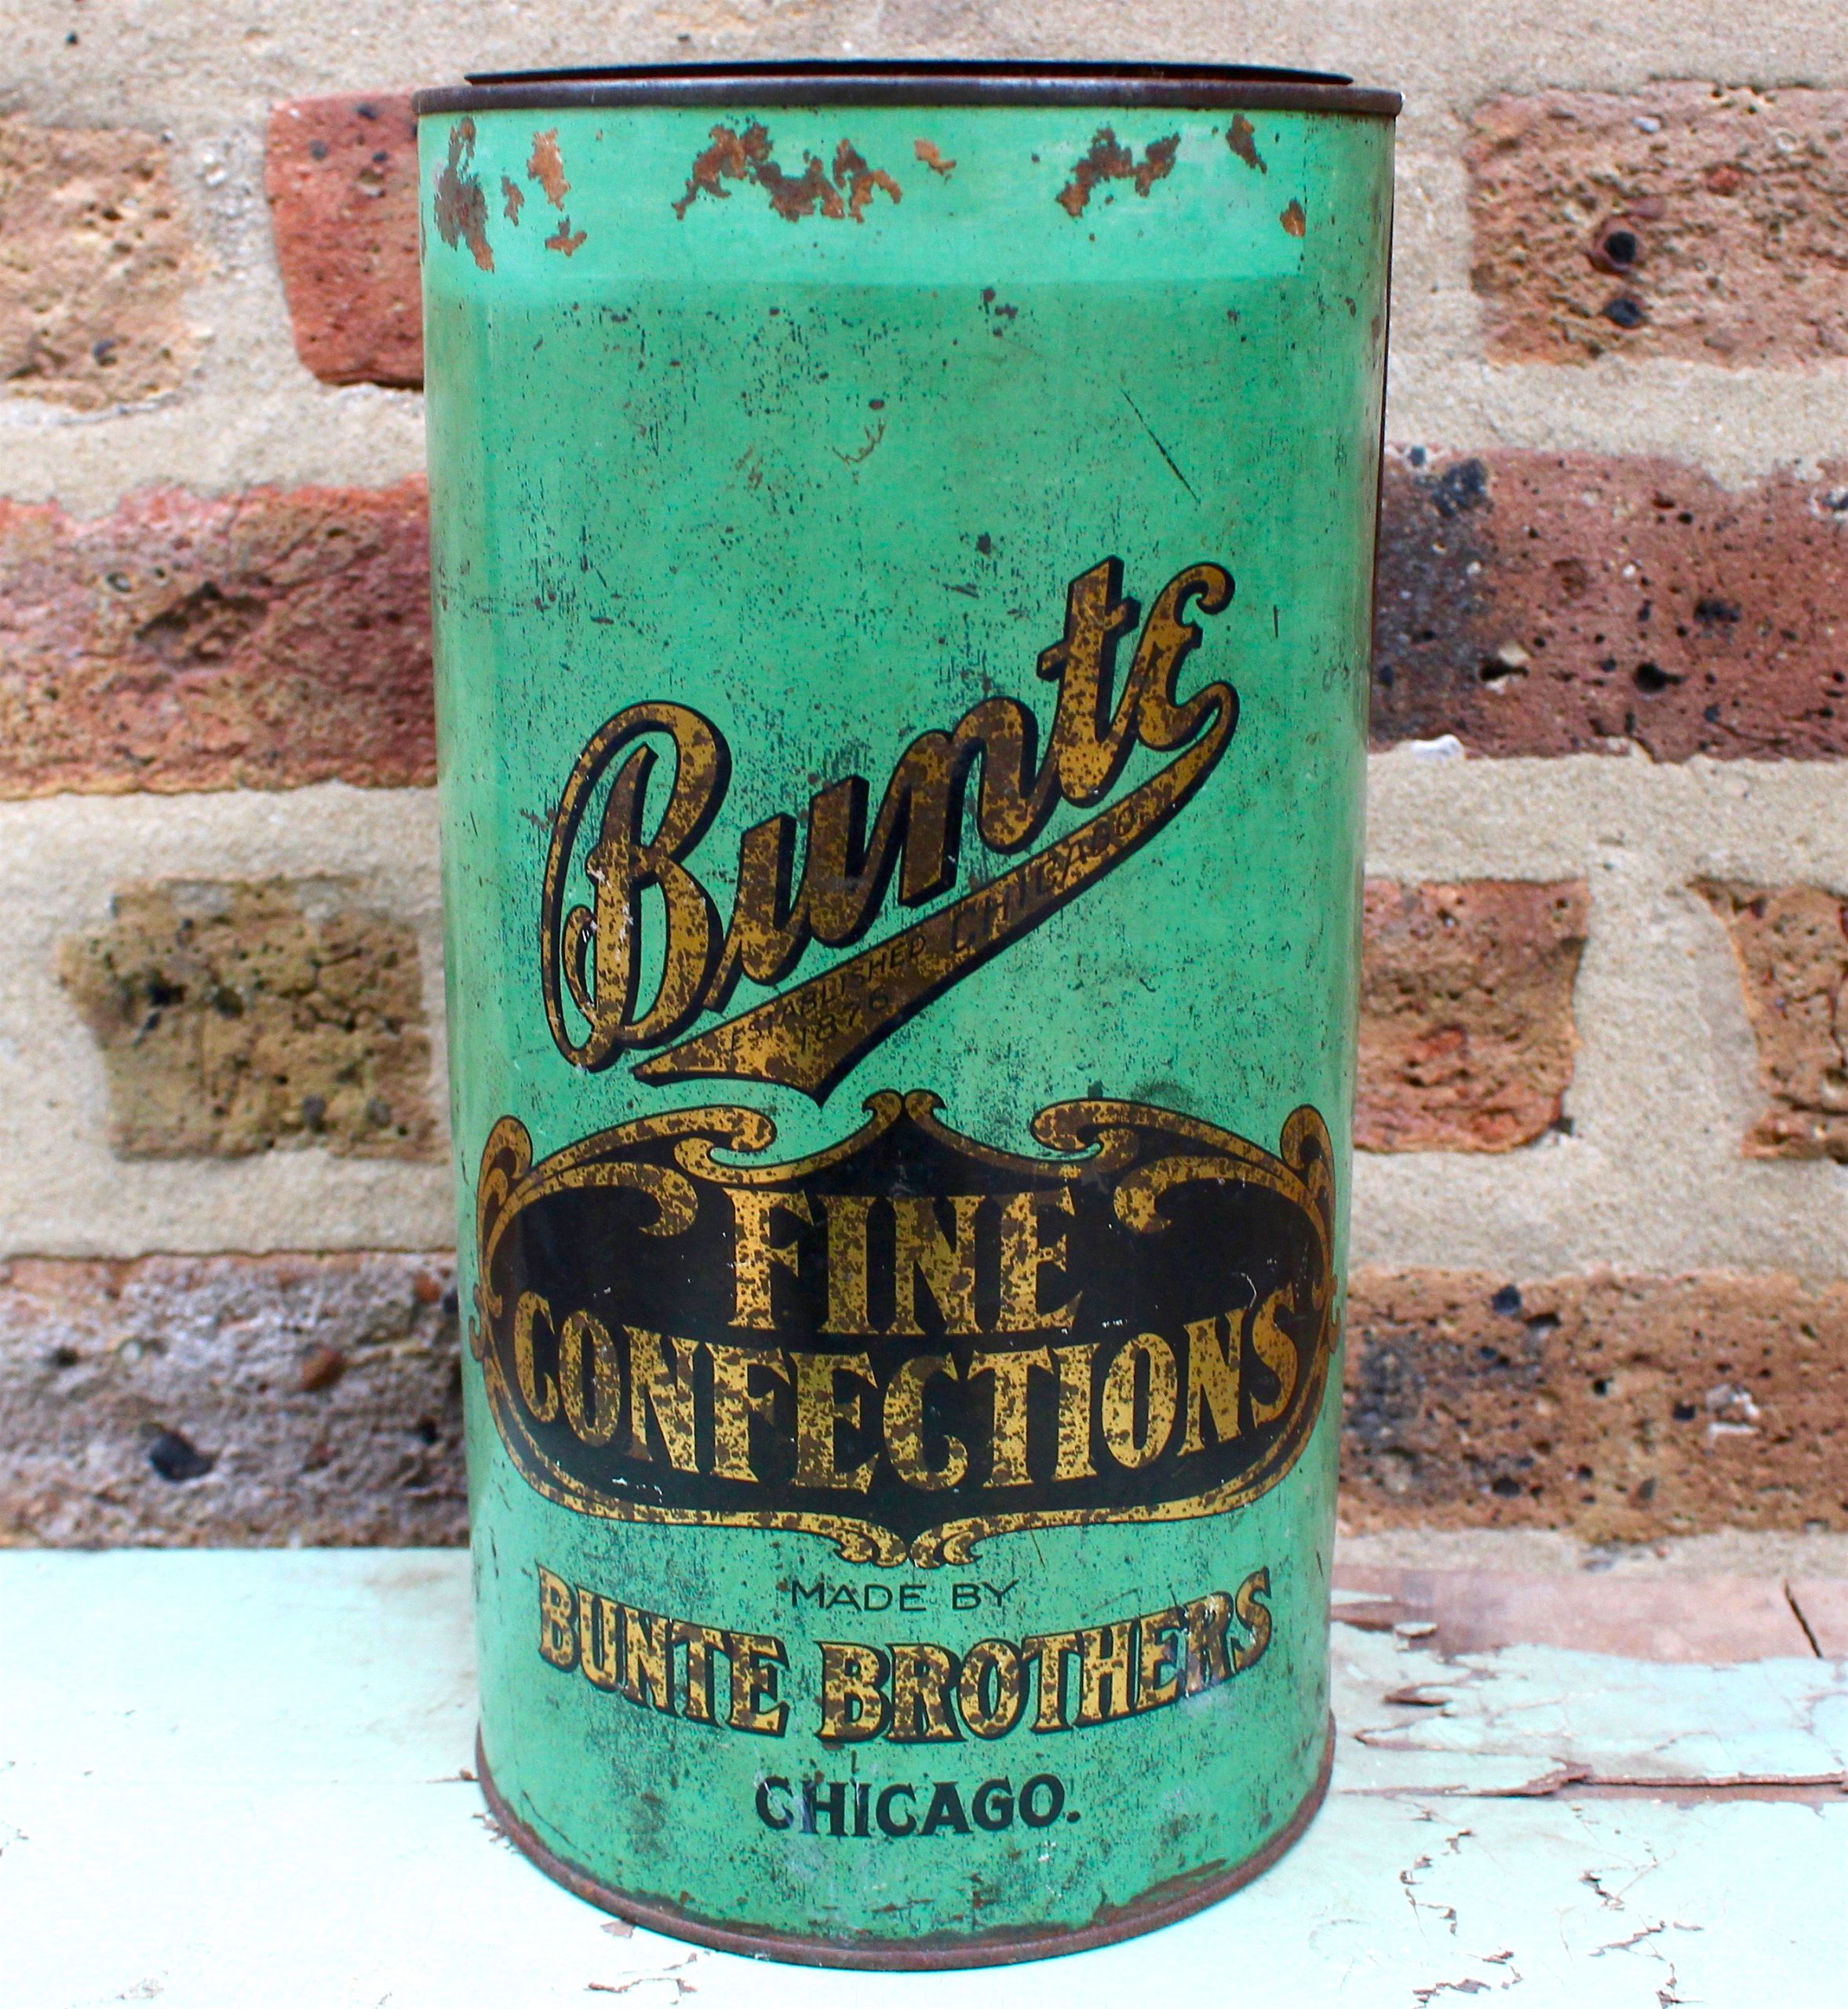 Bunte
ESTABLISHED CHICAGO
1876
FINE
CONFECTIONS
MADE BY
BUNTE BROTHERS
CHICAGO.